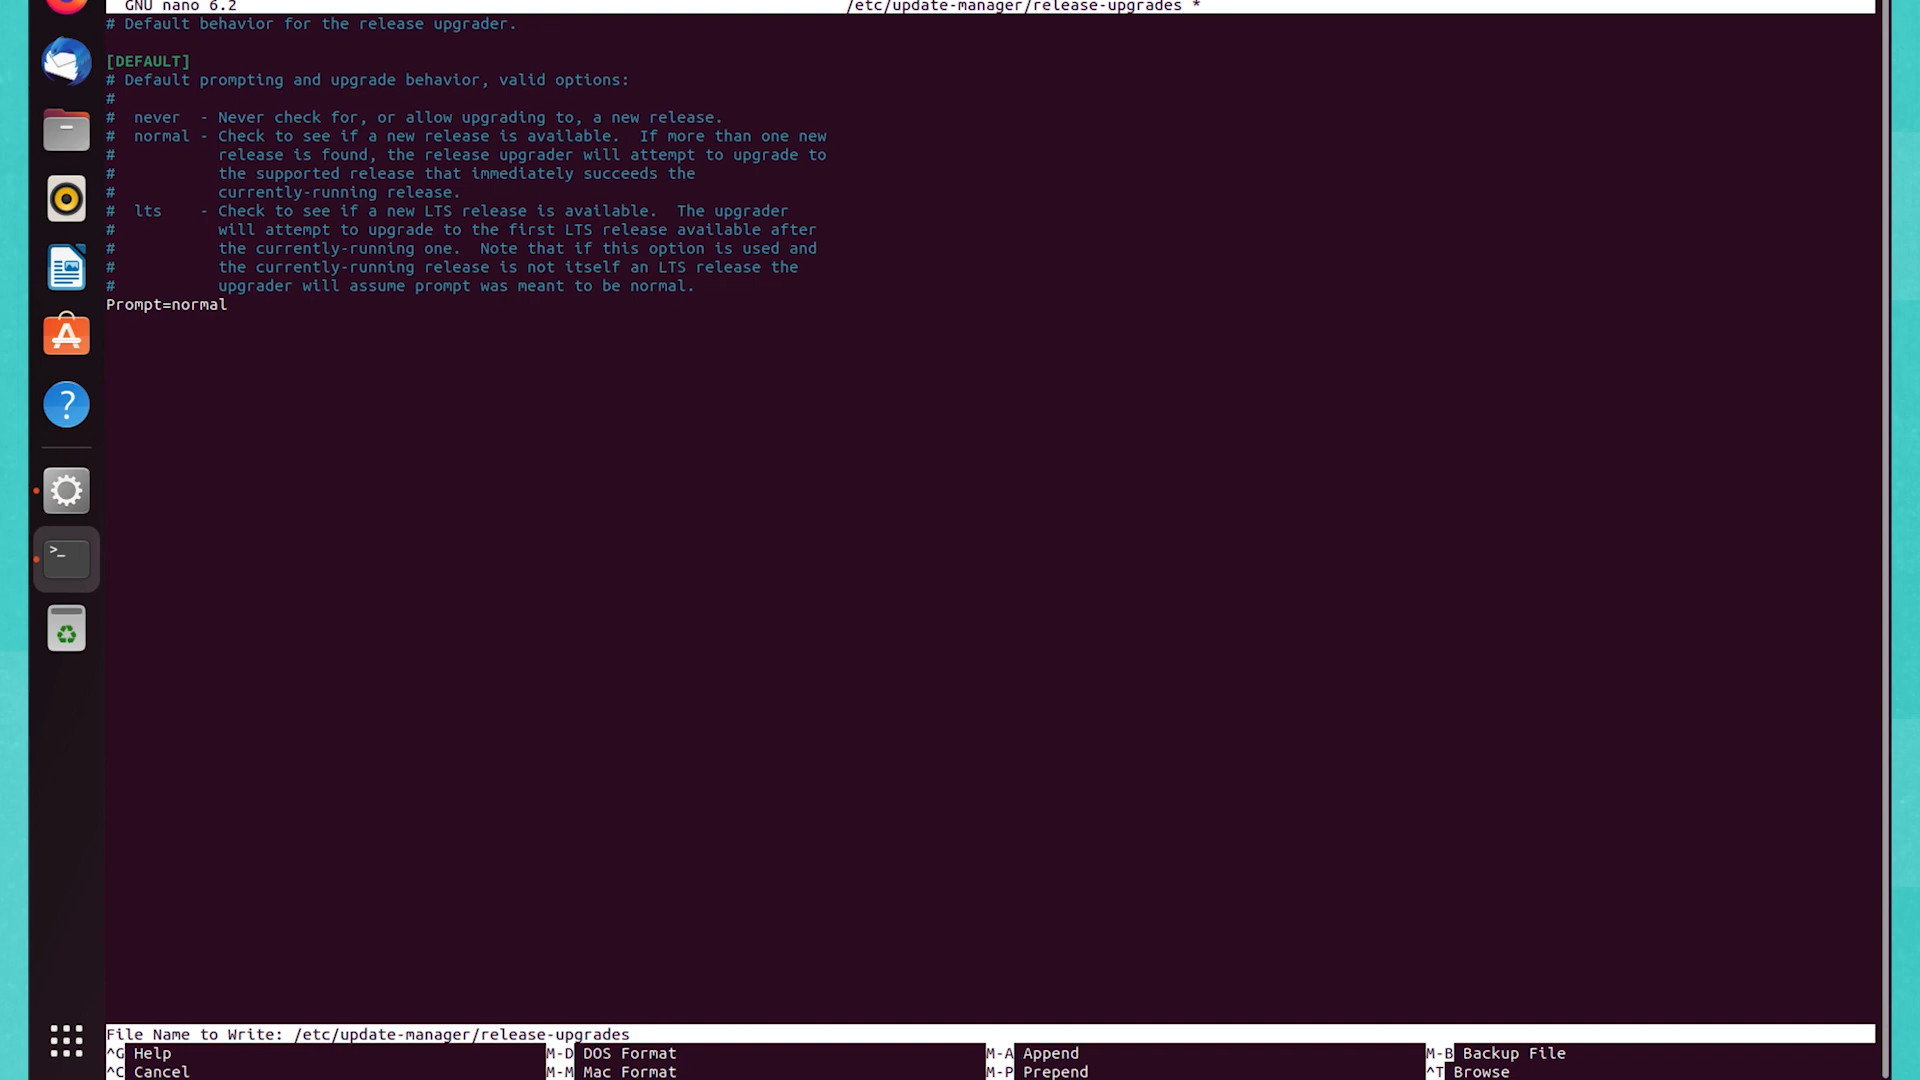 GNU nano 6.2 /etc/update-manager/release-upgrades *
# Default behavior for the release upgrader.
[DEFAULT]
# Default prompting and upgrade behavior, valid options:
#
#  never  - Never check for, or allow upgrading to, a new release.
#  normal - Check to see if a new release is available.  If more than one new
#           release is found, the release upgrader will attempt to upgrade to
#           the supported release that immediately succeeds the
#           currently-running release.
#  lts    - Check to see if a new LTS release is available.  The upgrader
#           will attempt to upgrade to the first LTS release available after
#           the currently-running one.  Note that if this option is used and
#           the currently-running release is not itself an LTS release the
#           upgrader will assume prompt was meant to be normal.
Prompt=normal
>_
?
File Name to Write: /etc/update-manager/release-upgrades
^G Help M-D DOS Format M-A Append M-B Backup File
^C Cancel M-M Mac Format M-P Prepend ^T Browse